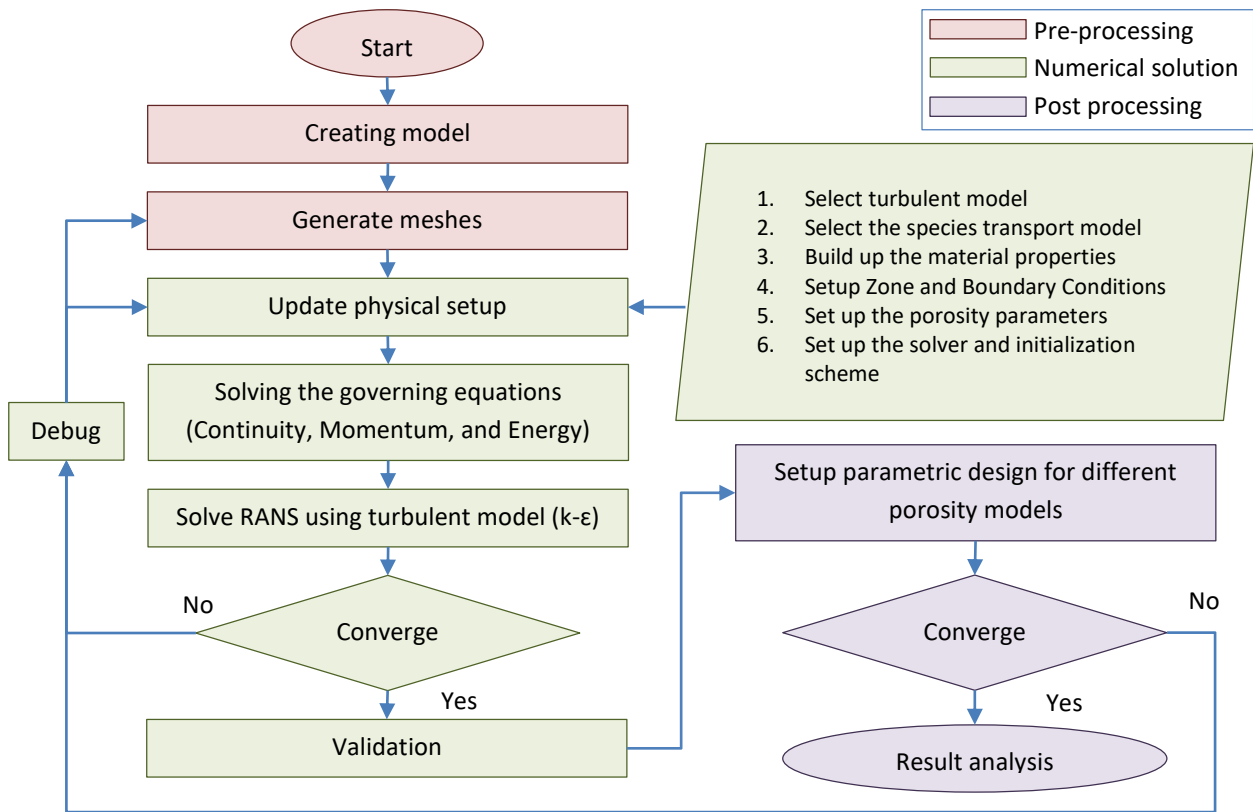 Start
Pre-processing
Numerical solution
Post processing
Creating model
Generate meshes
Update physical setup
1. Select turbulent model
2. Select the species transport model
3. Build up the material properties
4. Setup Zone and Boundary Conditions
5. Set up the porosity parameters
6. Set up the solver and initialization
scheme
Solving the governing equations
(Continuity, Momentum, and Energy)
Debug
Solve RANS using turbulent model (k-ε)
Setup parametric design for different
porosity models
No
Converge
Yes
Validation
No
Converge
Yes
Result analysis